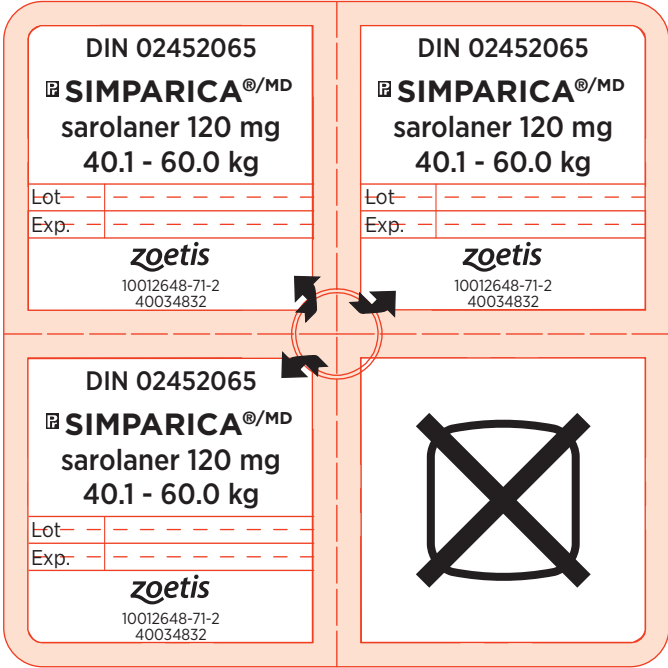 DIN 02452065
Pr SIMPARICA®/MD
sarolaner 120 mg
40.1 - 60.0 kg
Lot
Exp.
zoetis
10012648-71-2
40034832
DIN 02452065
Pr SIMPARICA®/MD
sarolaner 120 mg
40.1 - 60.0 kg
Lot
Exp.
zoetis
10012648-71-2
40034832
DIN 02452065
Pr SIMPARICA®/MD
sarolaner 120 mg
40.1 - 60.0 kg
Lot
Exp.
zoetis
10012648-71-2
40034832